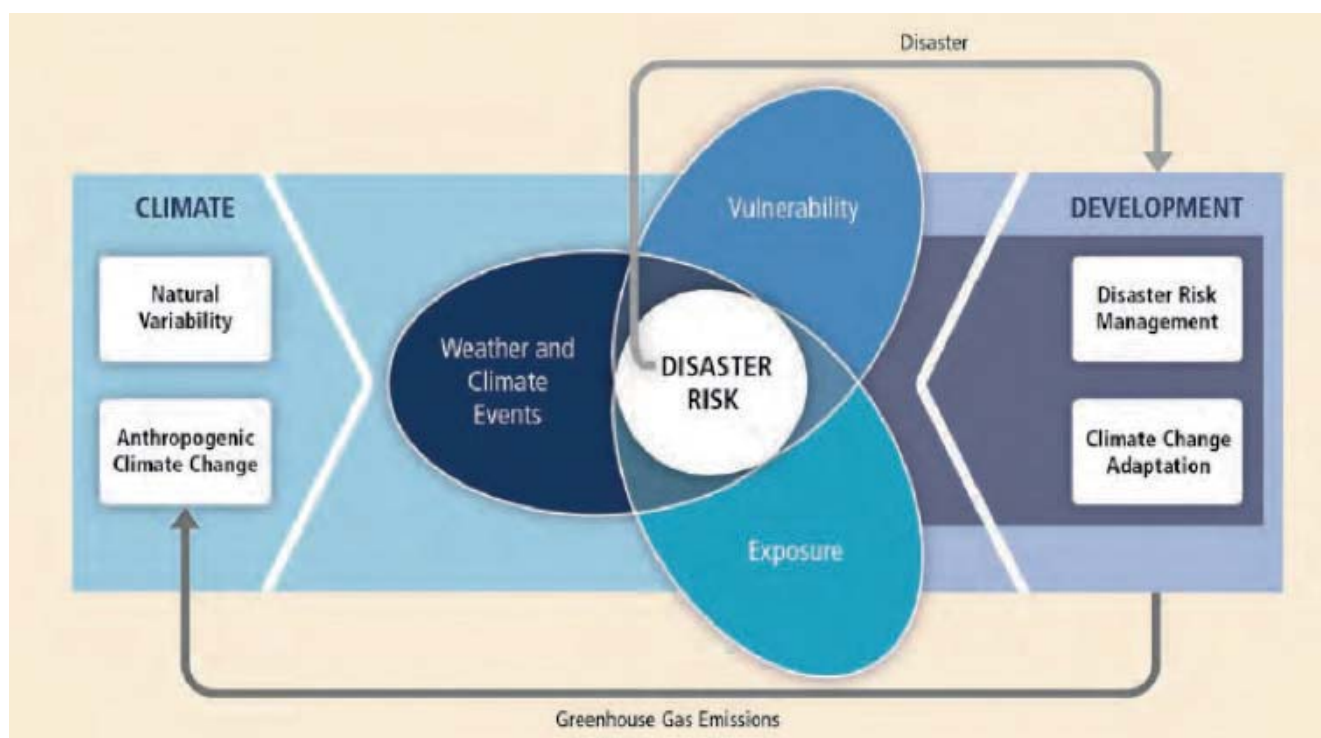 Disaster
CLIMATE
Natural
Variability
Anthropogenic
Climate Change
Vulnerability
Weather and
Climate
Events
DISASTER
RISK
Exposure
DEVELOPMENT
Disaster Risk
Management
Climate Change
Adaptation
Greenhouse Gas Emissions